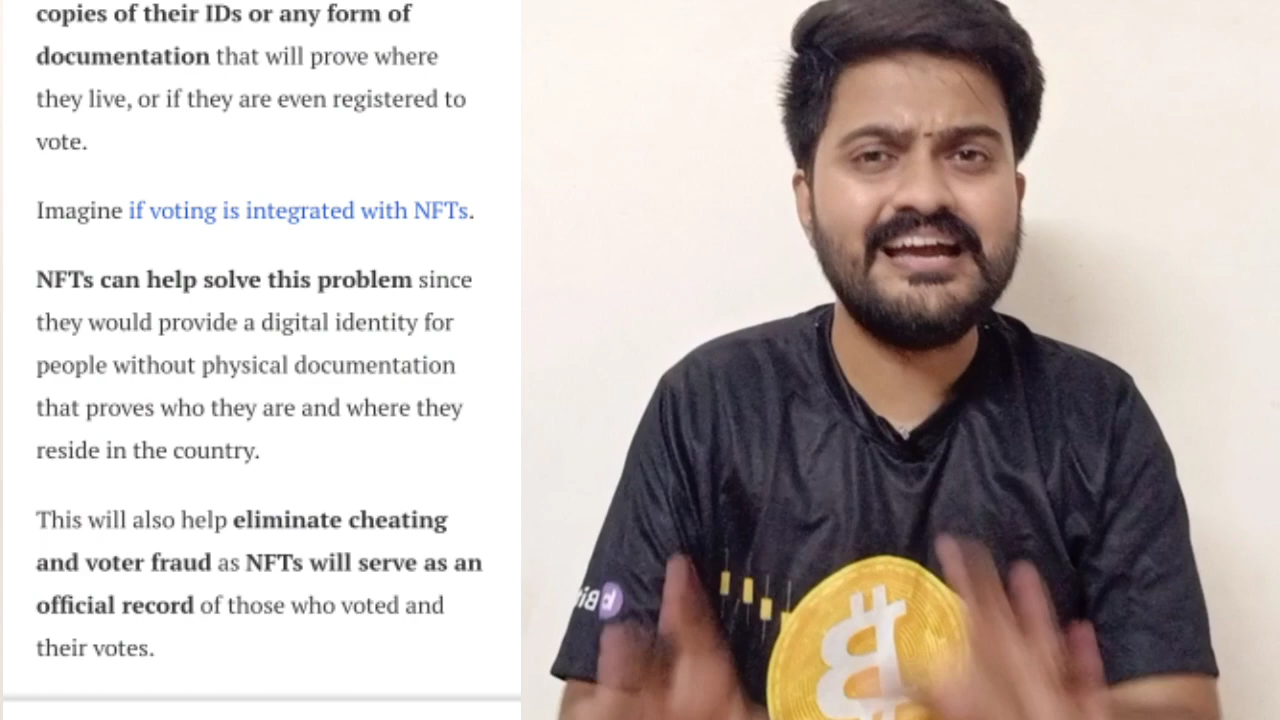 copies of their IDs or any form of
documentation that will prove where
they live, or if they are even registered to
vote.
Imagine if voting is integrated with NFTs.
NFTs can help solve this problem since
they would provide a digital identity for
people without physical documentation
that proves who they are and where they
reside in the country.
This will also help eliminate cheating
and voter fraud as NFTs will serve as an
official record of those who voted and
their votes.